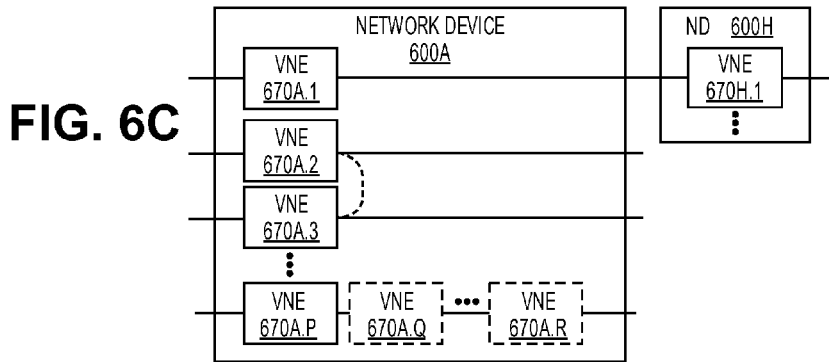 FIG. 6C
NETWORK DEVICE
600A
VNE
670A.1
VNE
670A.2
VNE
670A.3
VNE
670A.P
VNE
670A.Q
VNE
670A.R
ND 600H
VNE
670H.1